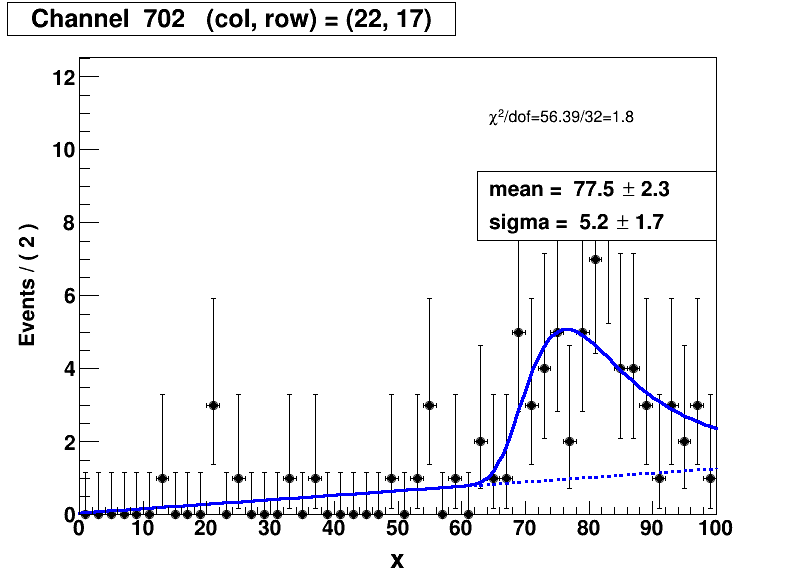 Channel 702 (col, row) = (22, 17)
χ²/dof=56.39/32=1.8
mean = 77.5 ± 2.3
sigma = 5.2 ± 1.7
Events / ( 2 )
12
10
8
6
4
2
0
0 10 20 30 40 50 60 70 80 90 100
x